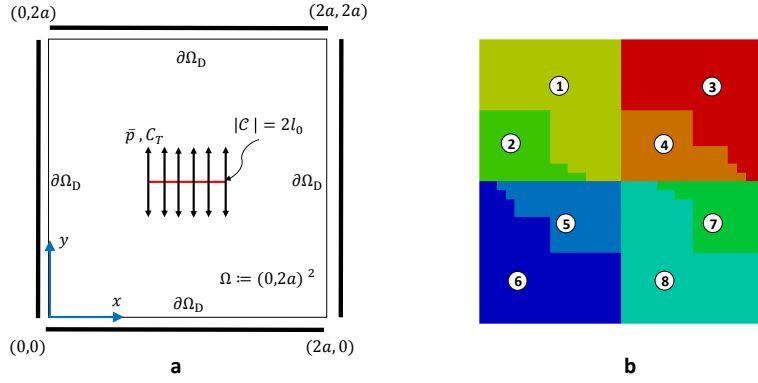 (0,2a)
(2a, 2a)
∂Ω_D
p̄ , C_T
|𝒞 | = 2l_0
∂Ω_D
∂Ω_D
y
Ω ≔ (0,2a) ^2
x
∂Ω_D
(0,0)
(2a, 0)
a
1
3
2
4
5
7
6
8
b